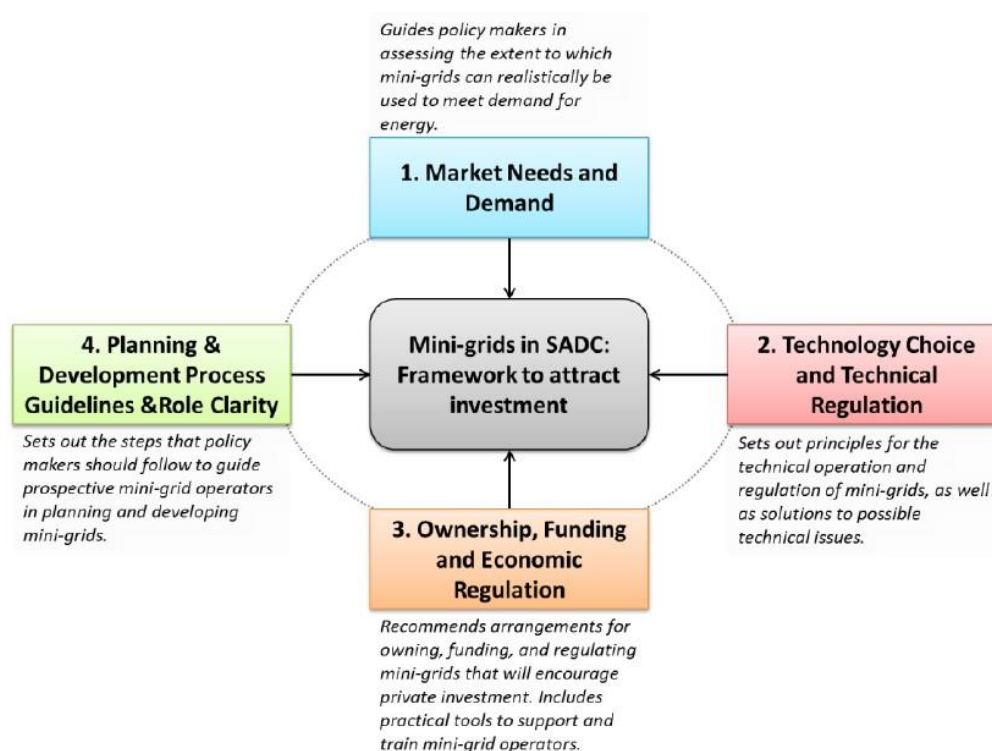 Guides policy makers in
assessing the extent to which
mini-grids can realistically be
used to meet demand for
energy.
1. Market Needs and
Demand
Mini-grids in SADC:
Framework to attract
investment
2. Technology Choice
and Technical
Regulation
Sets out principles for the
technical operation and
regulation of mini-grids, as well
as solutions to possible
technical issues.
3. Ownership, Funding
and Economic
Regulation
Recommends arrangements for
owning, funding, and regulating
mini-grids that will encourage
private investment. Includes
practical tools to support and
train mini-grid operators.
4. Planning &
Development Process
Guidelines &Role Clarity
Sets out the steps that policy
makers should follow to guide
prospective mini-grid operators
in planning and developing
mini-grids.